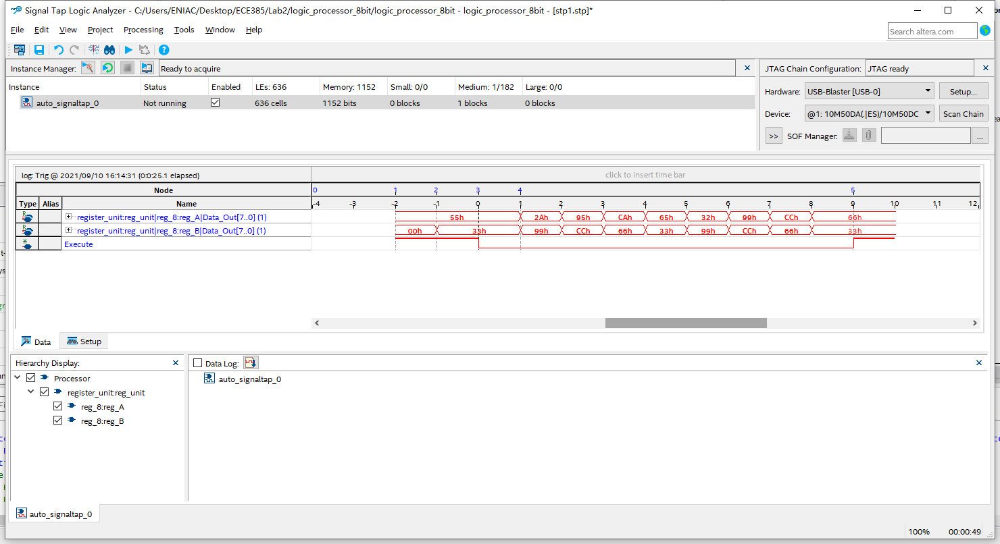 Signal Tap Logic Analyzer - C:/Users/ENIAC/Desktop/ECE385/Lab2/logic_processor_8bit/logic_processor_8bit - logic_processor_8bit - [stp1.stp]*
File Edit View Project Processing Tools Window Help
Search altera.com
Instance Manager: Ready to acquire
JTAG Chain Configuration: JTAG ready
Instance Status Enabled LEs: 636 Memory: 1152 Small: 0/0 Medium: 1/182 Large: 0/0
auto_signaltap_0 Not running 636 cells 1152 bits 0 blocks 1 blocks 0 blocks
Hardware: USB-Blaster [USB-0] Setup...
Device: @1: 10M50DA(.|ES)/10M50DC Scan Chain
>> SOF Manager: ...
log: Trig @ 2021/09/10 16:14:31 (0:0:25.1 elapsed) click to insert time bar
Node 0 1 2 3 4 5
Type Alias Name -4 -3 -2 -1 0 1 2 3 4 5 6 7 8 9 10 11 12
register_unit:reg_unit|reg_8:reg_A|Data_Out[7..0] (1) 55h 2Ah 95h CAh 65h 32h 99h CCh 66h
register_unit:reg_unit|reg_8:reg_B|Data_Out[7..0] (1) 00h 33h 99h CCh 66h 33h 99h CCh 66h 33h
Execute
Data Setup
Hierarchy Display:
Processor
register_unit:reg_unit
reg_8:reg_A
reg_8:reg_B
Data Log:
auto_signaltap_0
auto_signaltap_0
100% 00:00:49